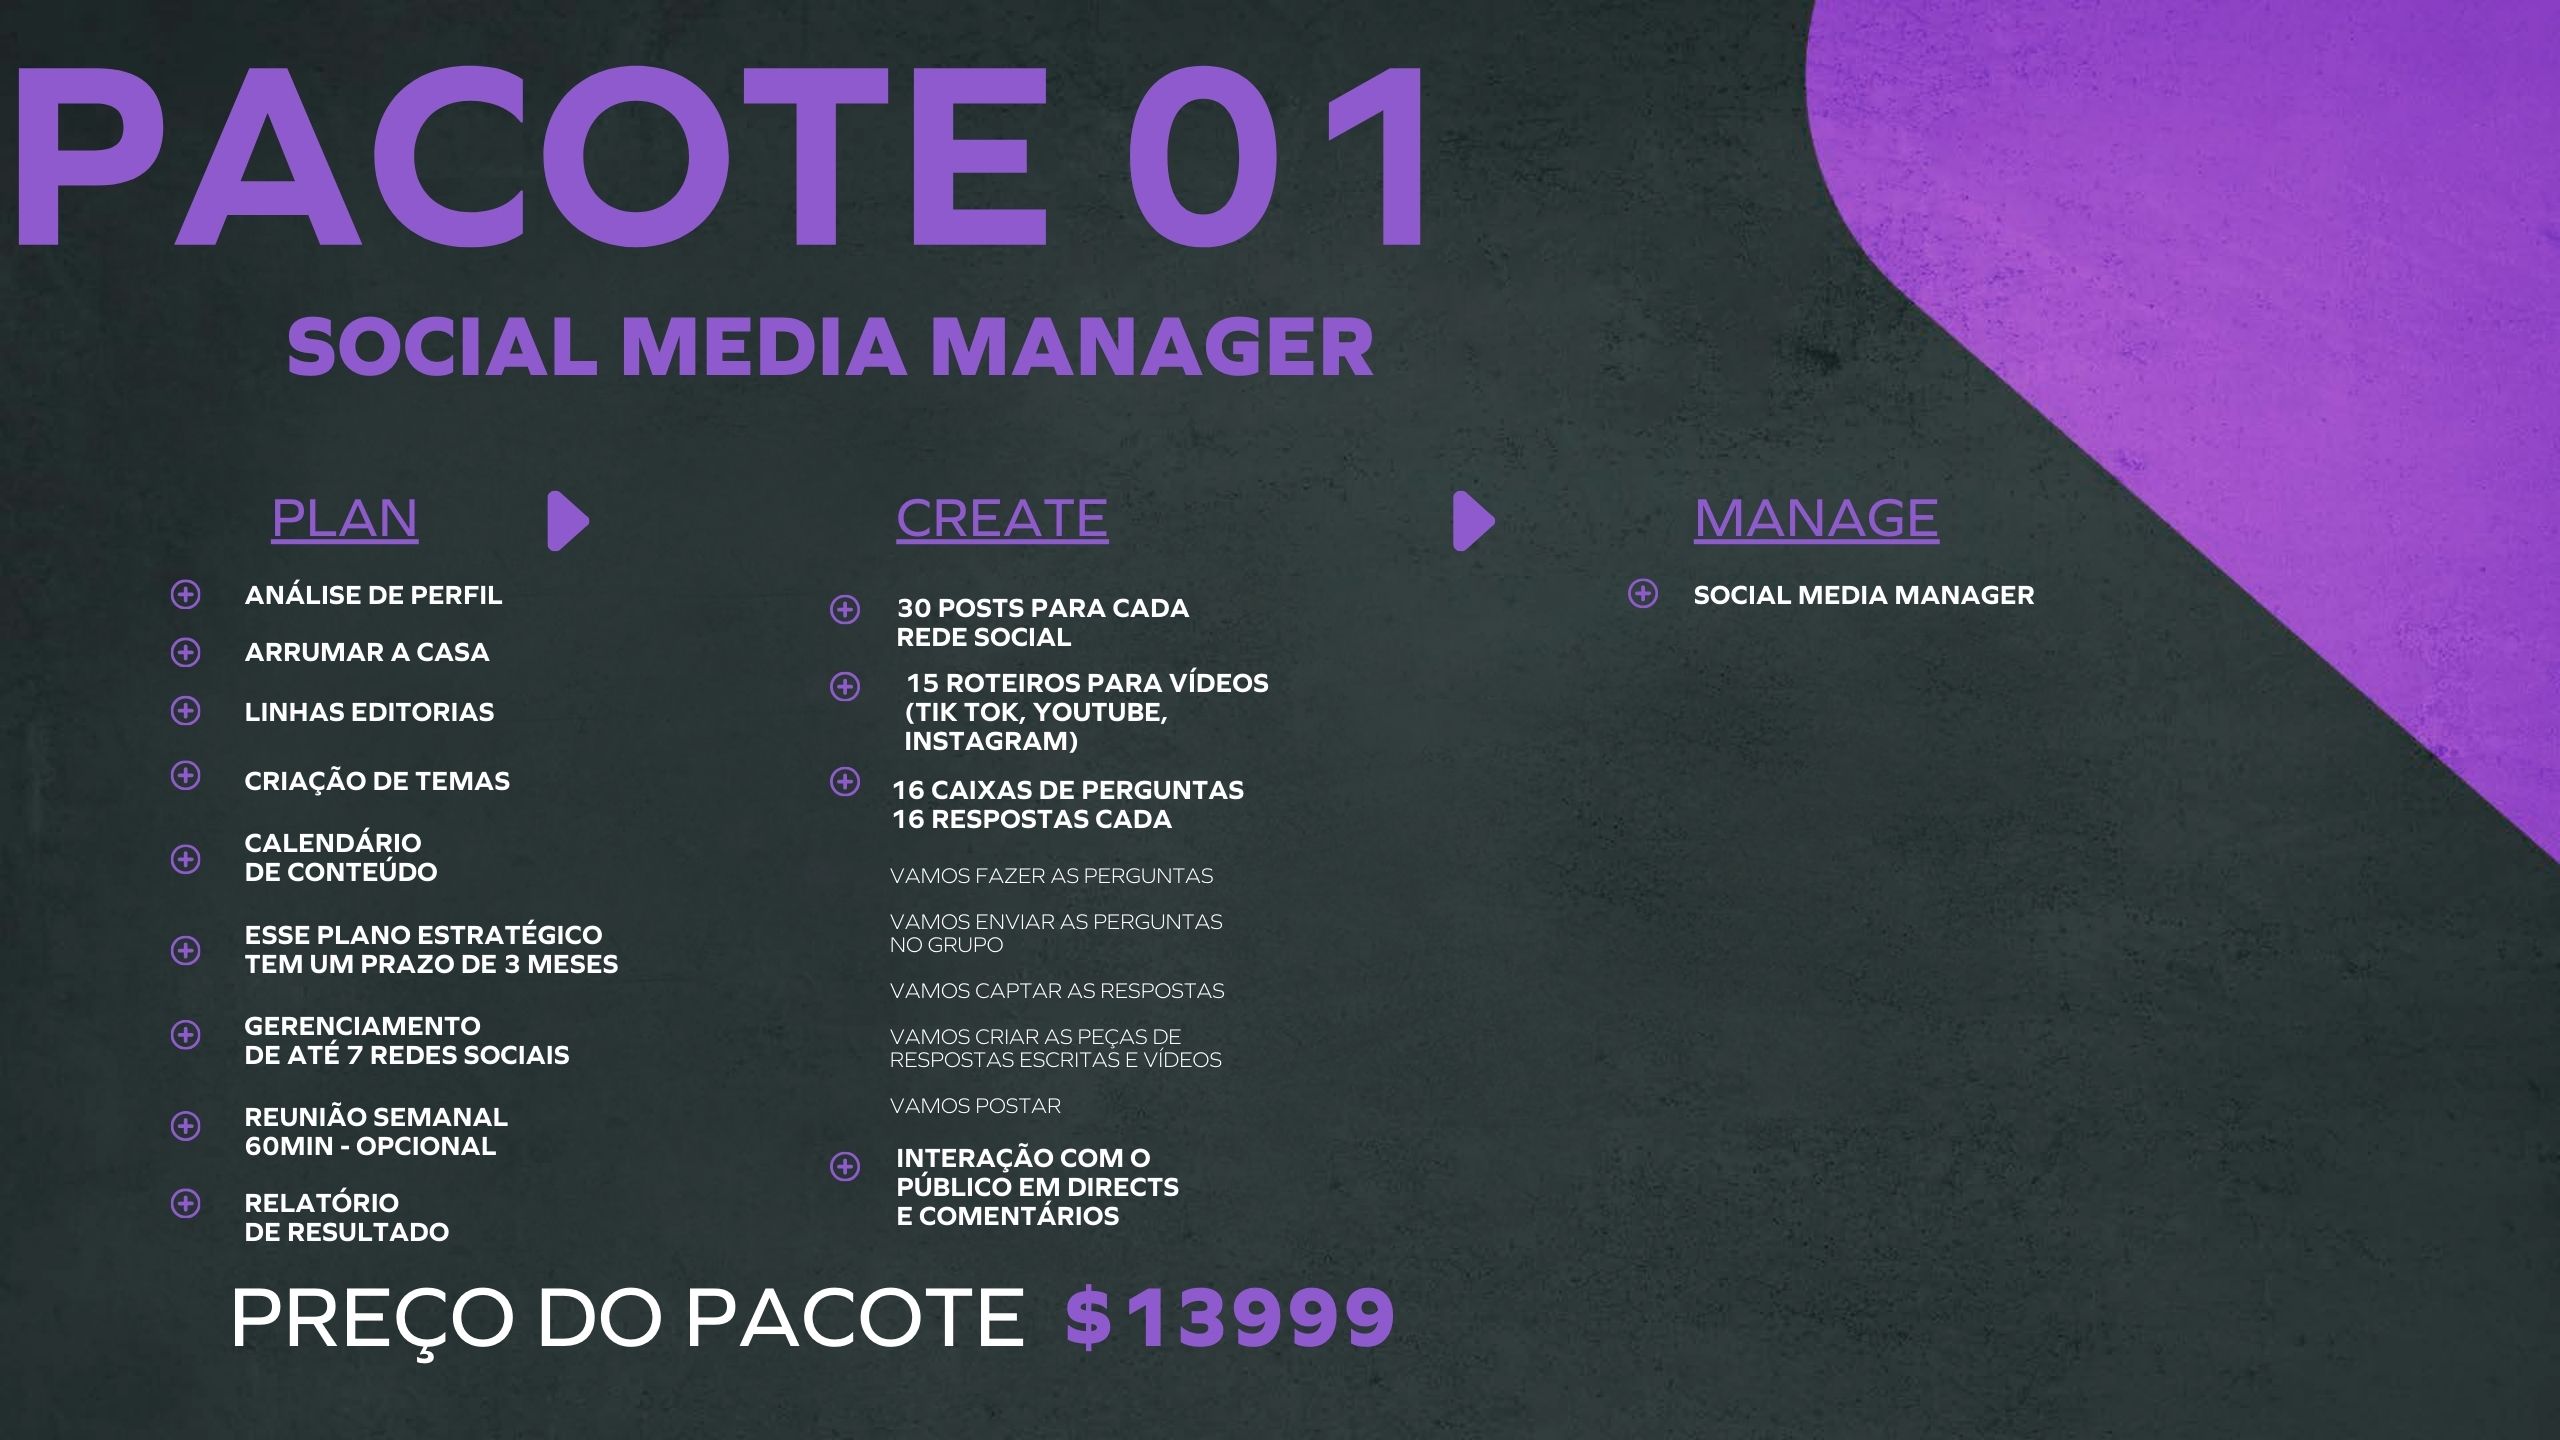 PACOTE 01
SOCIAL MEDIA MANAGER
PLAN
ANÁLISE DE PERFIL
ARRUMAR A CASA
LINHAS EDITORIAS
CRIAÇÃO DE TEMAS
CALENDÁRIO
DE CONTEÚDO
ESSE PLANO ESTRATÉGICO
TEM UM PRAZO DE 3 MESES
GERENCIAMENTO
DE ATÉ 7 REDES SOCIAIS
REUNIÃO SEMANAL
60MIN - OPCIONAL
RELATÓRIO
DE RESULTADO
CREATE
30 POSTS PARA CADA
REDE SOCIAL
15 ROTEIROS PARA VÍDEOS
(TIK TOK, YOUTUBE,
INSTAGRAM)
16 CAIXAS DE PERGUNTAS
16 RESPOSTAS CADA
VAMOS FAZER AS PERGUNTAS
VAMOS ENVIAR AS PERGUNTAS
NO GRUPO
VAMOS CAPTAR AS RESPOSTAS
VAMOS CRIAR AS PEÇAS DE
RESPOSTAS ESCRITAS E VÍDEOS
VAMOS POSTAR
INTERAÇÃO COM O
PÚBLICO EM DIRECTS
E COMENTÁRIOS
MANAGE
SOCIAL MEDIA MANAGER
PREÇO DO PACOTE $13999